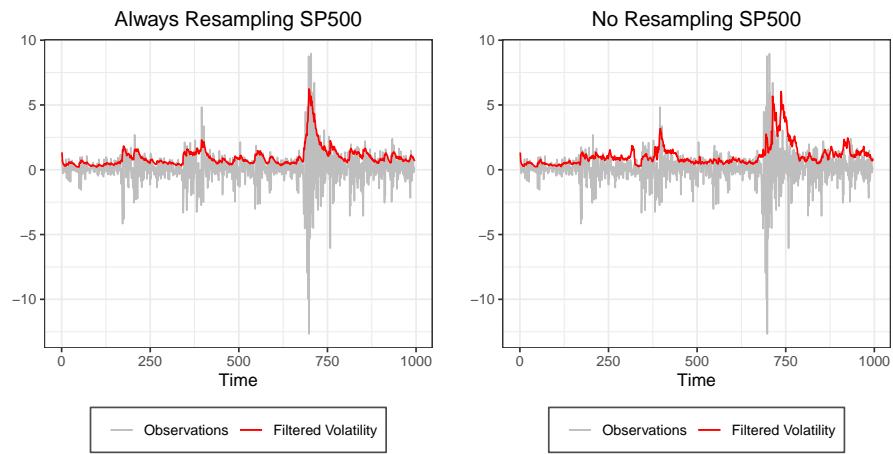 Always Resampling SP500
10
5
0
−5
−10
0 250 500 750 1000
Time
Observations Filtered Volatility
No Resampling SP500
10
5
0
−5
−10
0 250 500 750 1000
Time
Observations Filtered Volatility